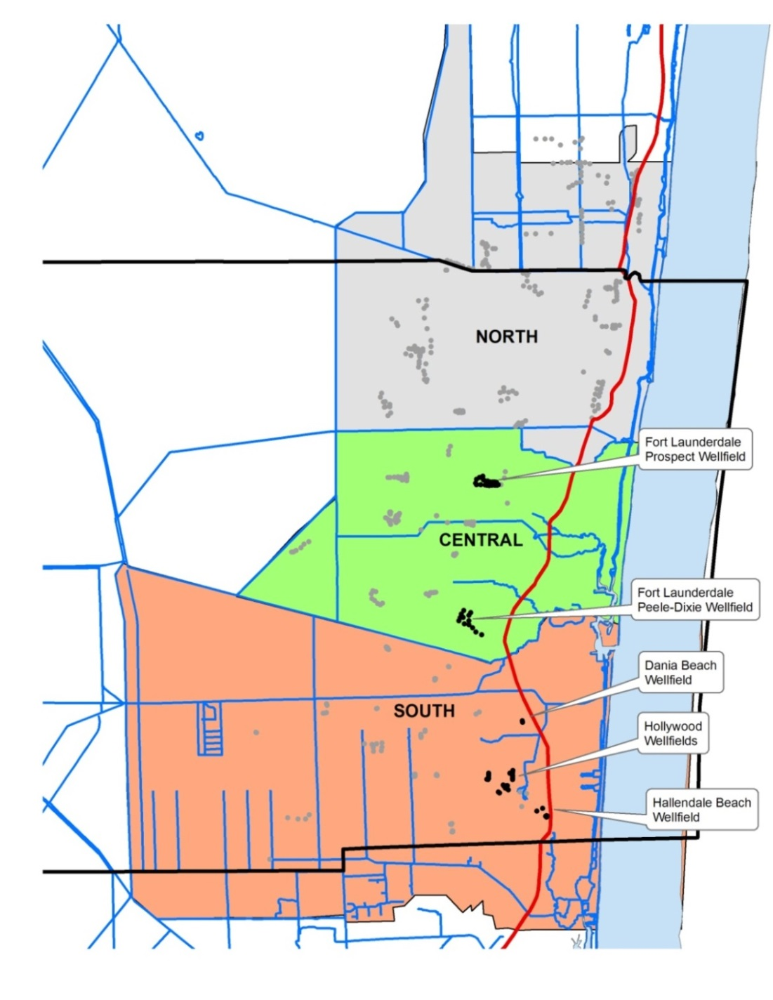 NORTH
Fort Launderdale
Prospect Wellfield
CENTRAL
Fort Launderdale
Peele-Dixie Wellfield
Dania Beach
Wellfield
SOUTH
Hollywood
Wellfields
Hallendale Beach
Wellfield